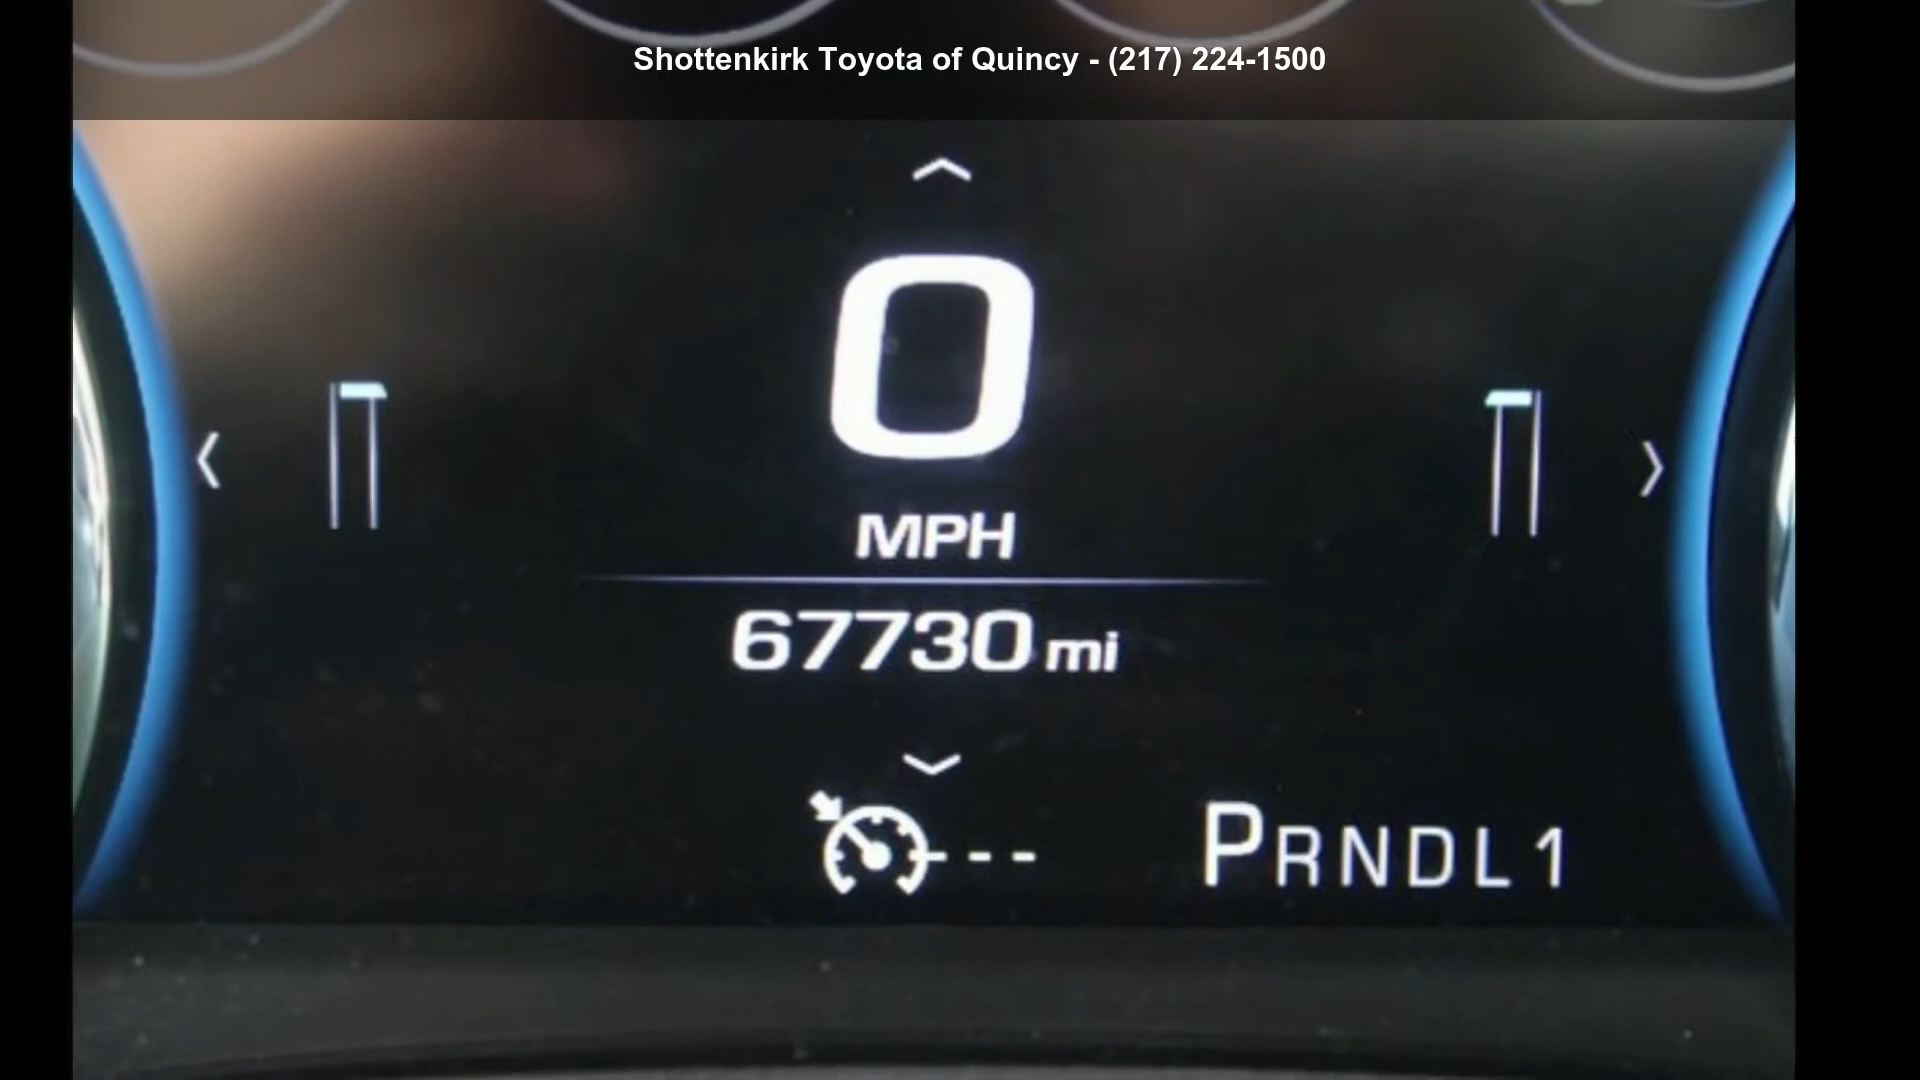 Shottenkirk Toyota of Quincy - (217) 224-1500
0
MPH
67730 mi
--- PRNDL1